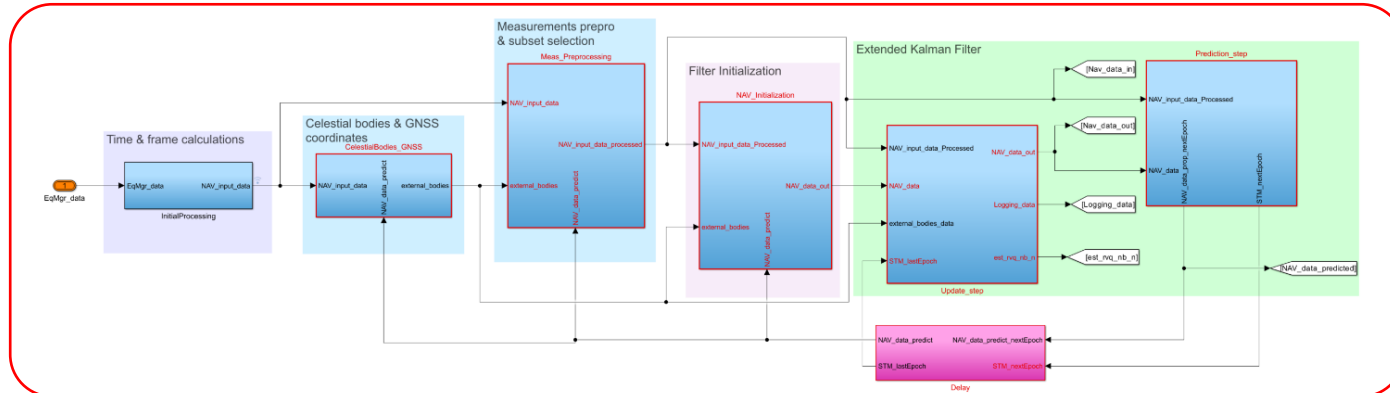 Time & frame calculations
EqMgr_data
NAV_input_data
InitialProcessing
1
EqMgr_data
Celestial bodies & GNSS
coordinates
CelestialBodies_GNSS
NAV_input_data
NAV_data_predict
external_bodies
Measurements prepro
& subset selection
Meas_Preprocessing
NAV_input_data
NAV_input_data_processed
external_bodies
NAV_data_predict
Filter Initialization
NAV_Initialization
NAV_input_data_Processed
NAV_data_out
external_bodies
NAV_data_predict
Extended Kalman Filter
NAV_input_data_Processed
NAV_data_out
NAV_data
Logging_data
external_bodies_data
STM_lastEpoch
est_rvq_nb_n
Update_step
[Nav_data_in]
[Nav_data_out]
[Logging_data]
[est_rvq_nb_n]
Prediction_step
NAV_input_data_Processed
NAV_data
NAV_data_prop_nextEpoch
STM_nextEpoch
[NAV_data_predicted]
NAV_data_predict
NAV_data_predict_nextEpoch
STM_lastEpoch
STM_nextEpoch
Delay